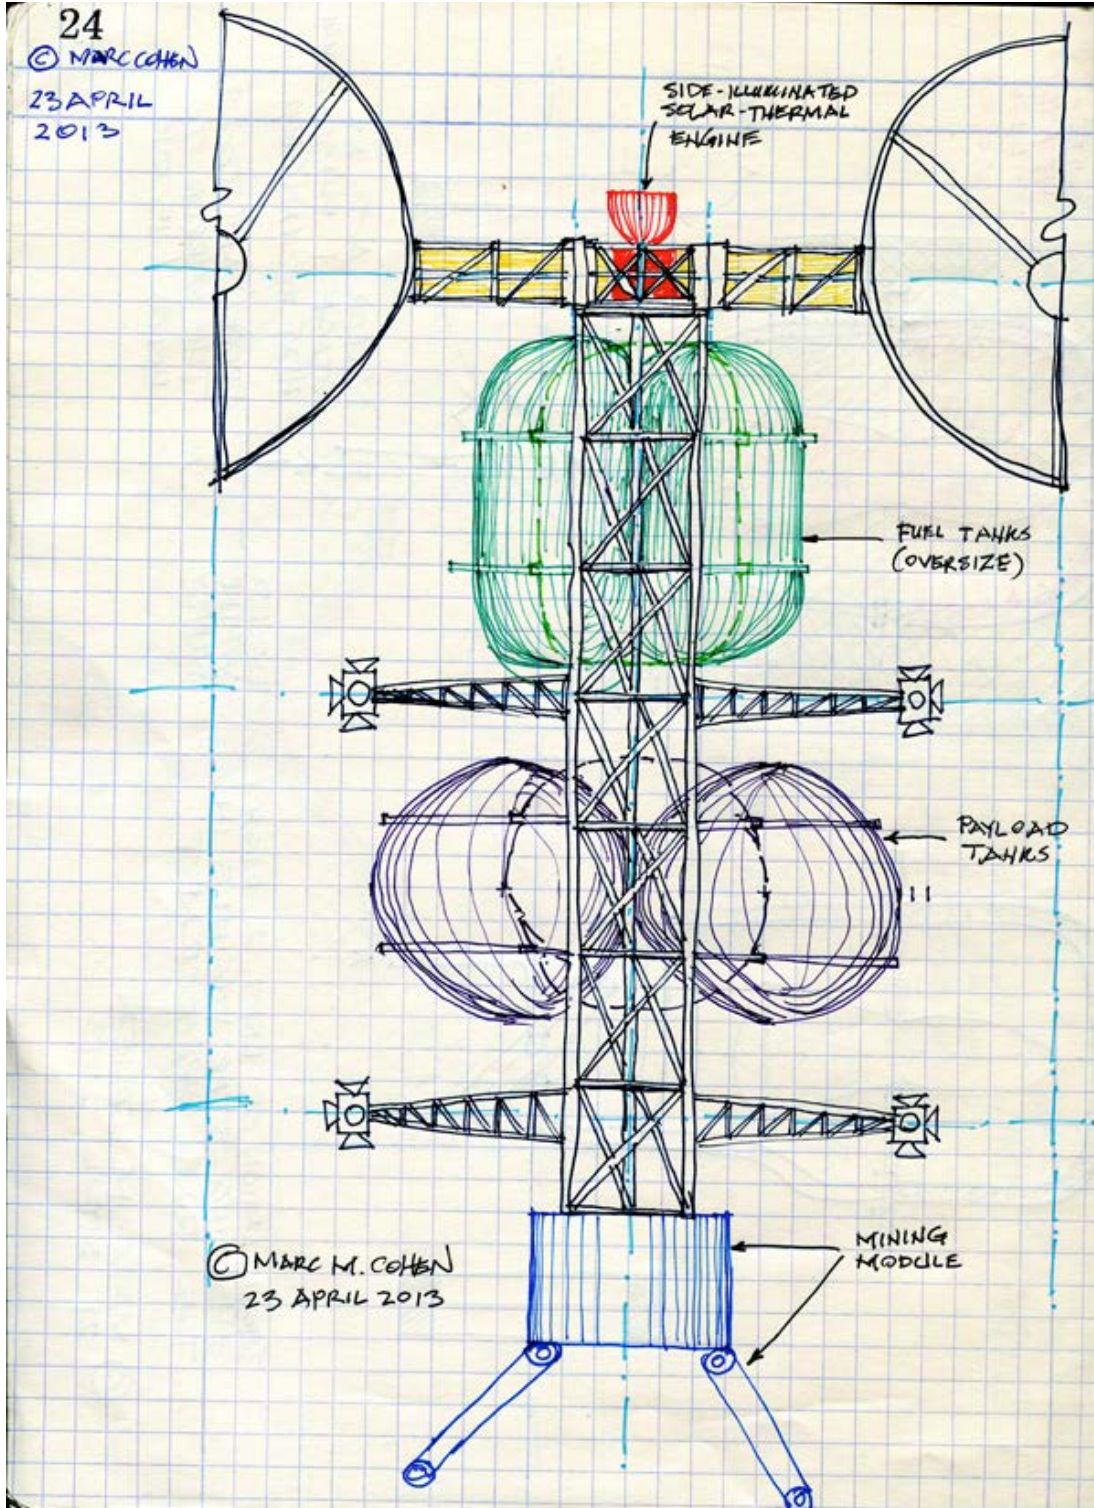 24
© MARC COHEN
23 APRIL
2013
SIDE-ILLUMINATED
SOLAR-THERMAL
ENGINE
FUEL TANKS
(OVERSIZE)
PAYLOAD
TANKS
MINING
MODULE
© MARC M. COHEN
23 APRIL 2013